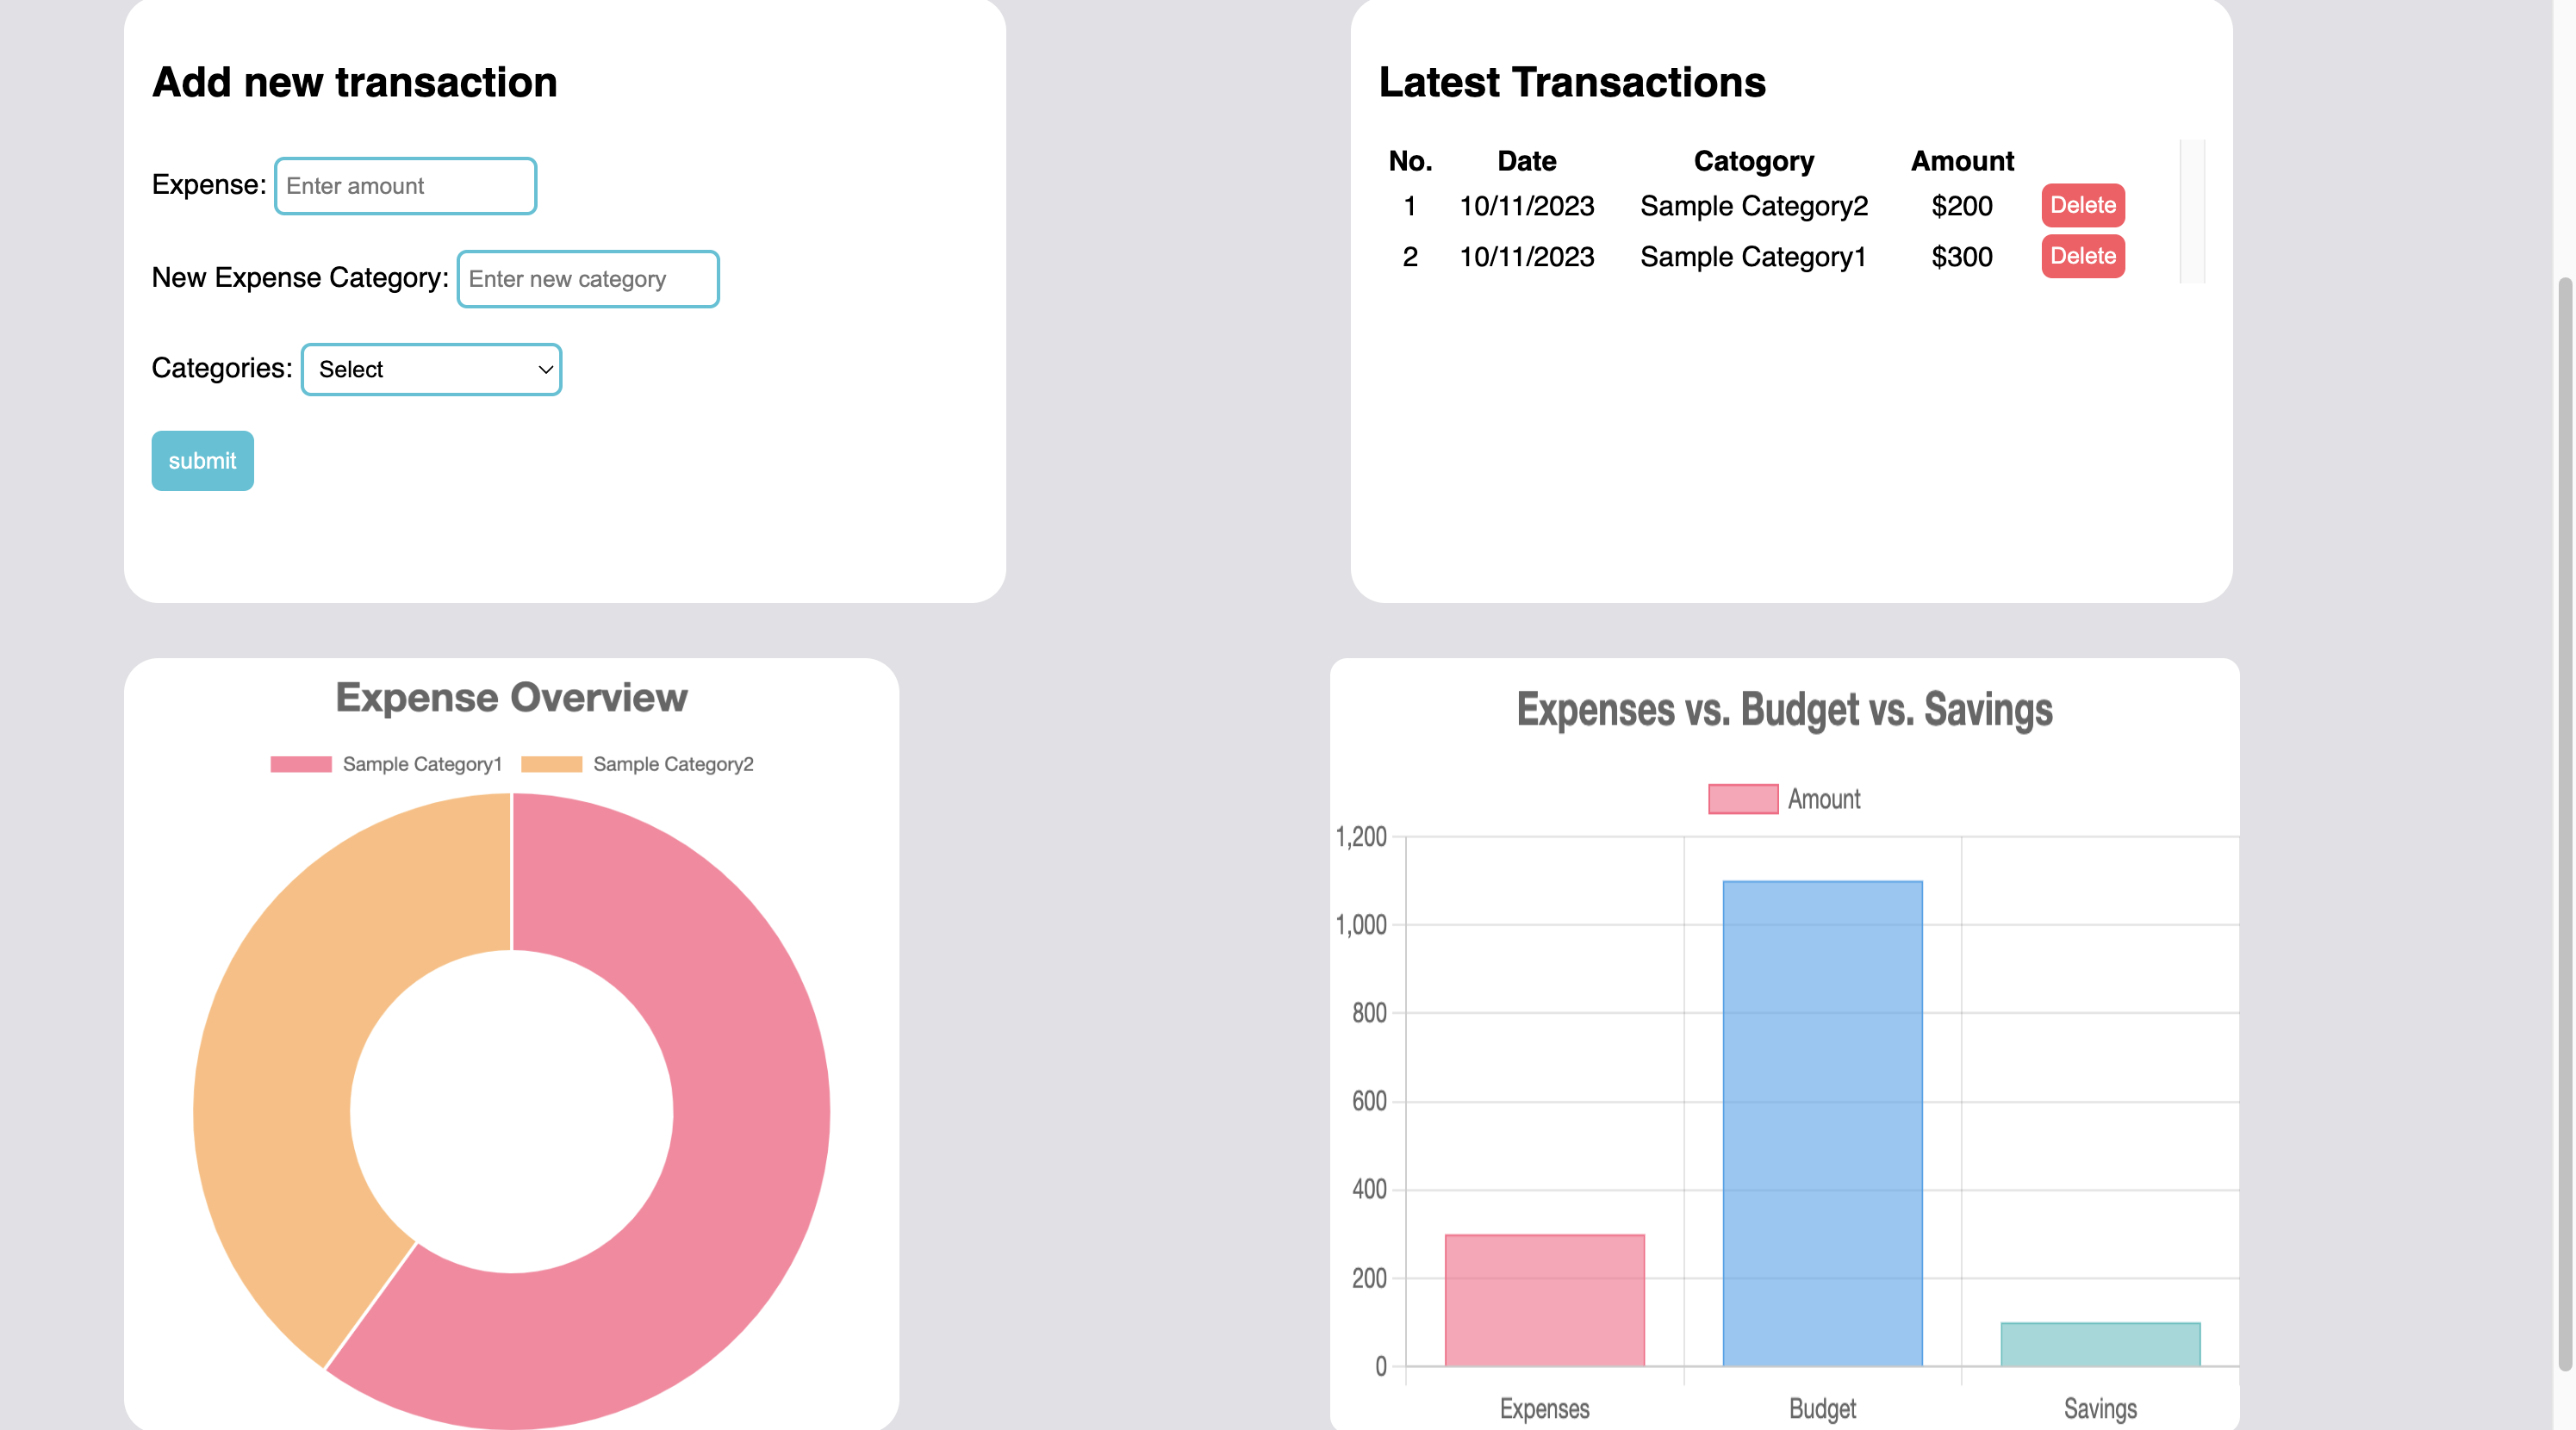 Add new transaction
Expense: Enter amount
New Expense Category: Enter new category
Categories: Select
submit
Latest Transactions
No. Date Catogory Amount
1 10/11/2023 Sample Category2 $200 Delete
2 10/11/2023 Sample Category1 $300 Delete
Expense Overview
Sample Category1 Sample Category2
Expenses vs. Budget vs. Savings
Amount
1,200
1,000
800
600
400
200
0
Expenses Budget Savings